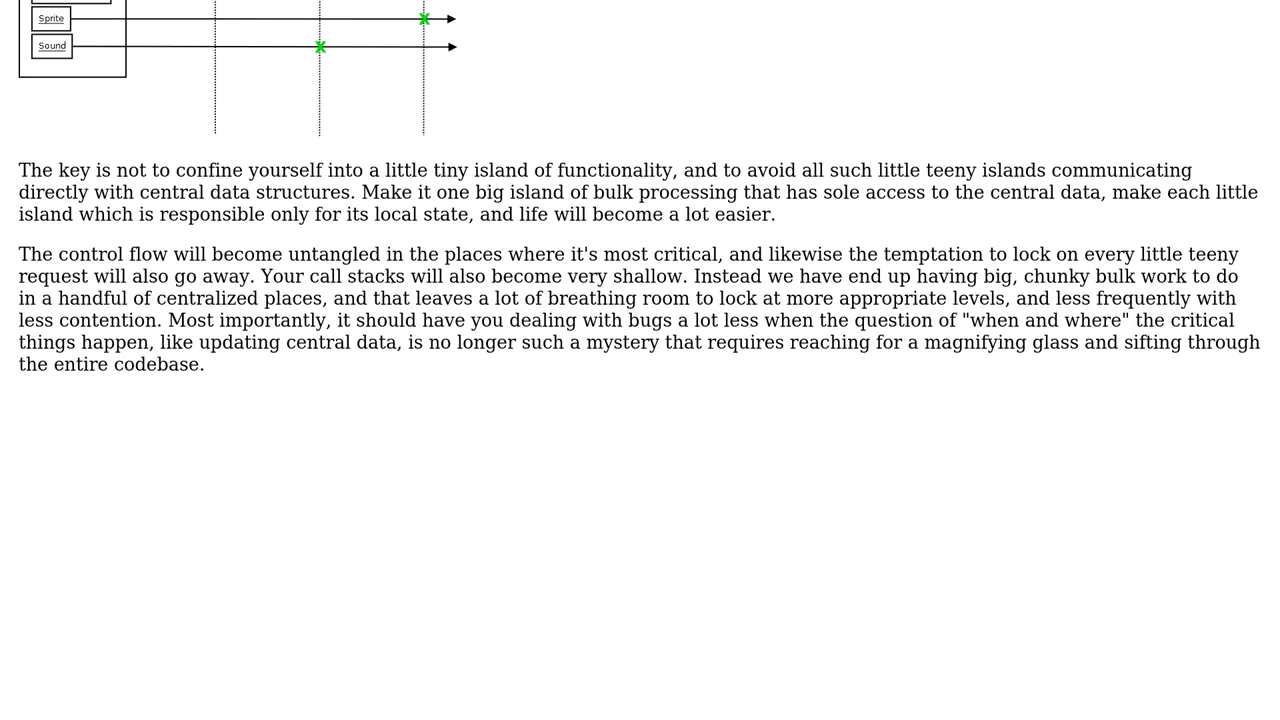 Sprite
Sound
The key is not to confine yourself into a little tiny island of functionality, and to avoid all such little teeny islands communicating
directly with central data structures. Make it one big island of bulk processing that has sole access to the central data, make each little
island which is responsible only for its local state, and life will become a lot easier.
The control flow will become untangled in the places where it's most critical, and likewise the temptation to lock on every little teeny
request will also go away. Your call stacks will also become very shallow. Instead we have end up having big, chunky bulk work to do
in a handful of centralized places, and that leaves a lot of breathing room to lock at more appropriate levels, and less frequently with
less contention. Most importantly, it should have you dealing with bugs a lot less when the question of "when and where" the critical
things happen, like updating central data, is no longer such a mystery that requires reaching for a magnifying glass and sifting through
the entire codebase.